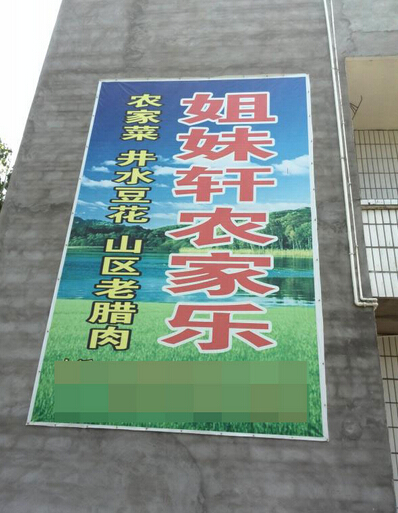 姐妹轩农家乐
农家菜 井水豆花 山区老腊肉